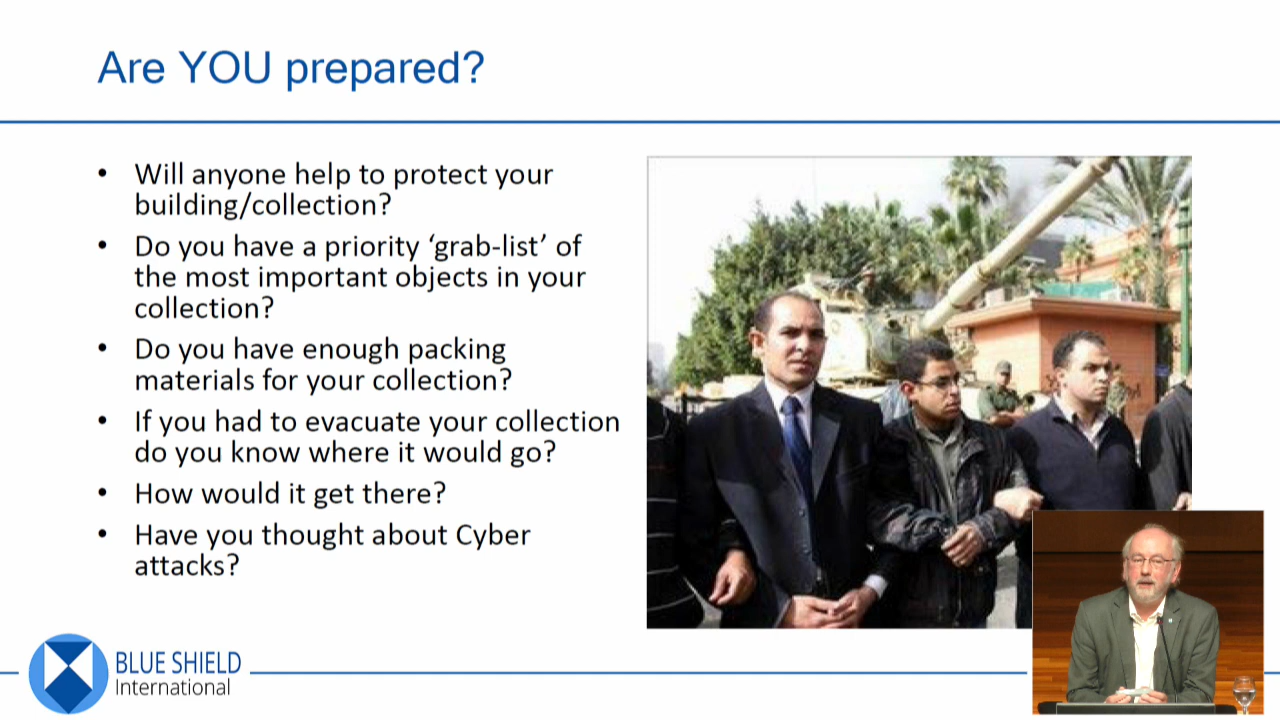 Are YOU prepared?
• Will anyone help to protect your
building/collection?
• Do you have a priority ‘grab-list’ of
the most important objects in your
collection?
• Do you have enough packing
materials for your collection?
• If you had to evacuate your collection
do you know where it would go?
• How would it get there?
• Have you thought about Cyber
attacks?
BLUE SHIELD
International